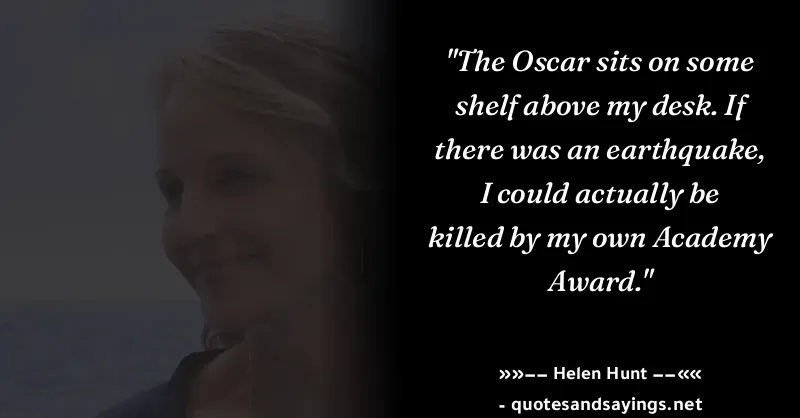 "The Oscar sits on some
shelf above my desk. If
there was an earthquake,
I could actually be
killed by my own Academy
Award."
»»−− Helen Hunt −−««
- quotesandsayings.net